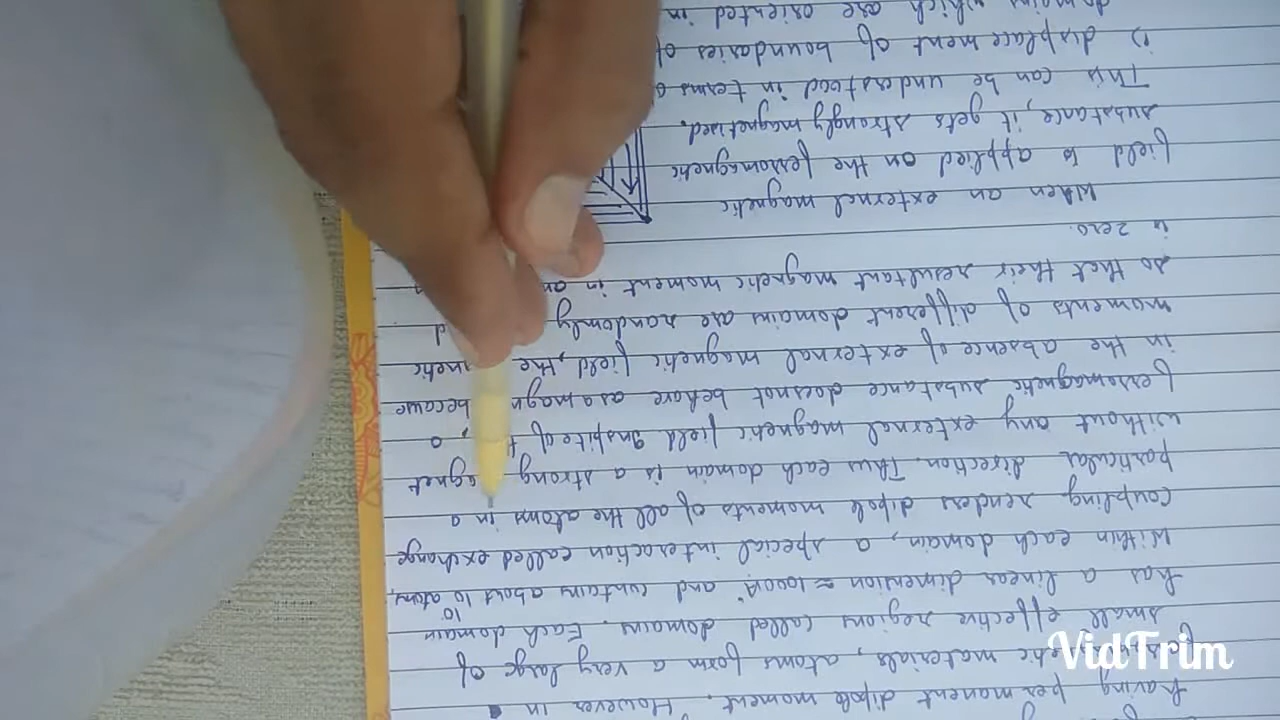 having permanent dipole moment. However in
materials, atoms form a very large of
small effective regions called domains. Each domain
has a linear dimension ≈ 1000A° and contains about 10^10 atoms,
Within each domain, a special interaction called exchange
coupling renders dipole moments of all the atoms in a
particular direction. Thus each domain is a strong
without any external magnetic field Inspite of
ferromagnetic substance doesnot behave as a because
in the absence of external magnetic field, the
moments of different domains are randomly
so that their resultant magnetic moment in
is zero.
When an external magnetic
field is applied on the ferromagnetic
substance, it gets strongly magnetised.
This can be understood in terms
i) displacement of boundaries of
domains which are oriented in
VidTrim